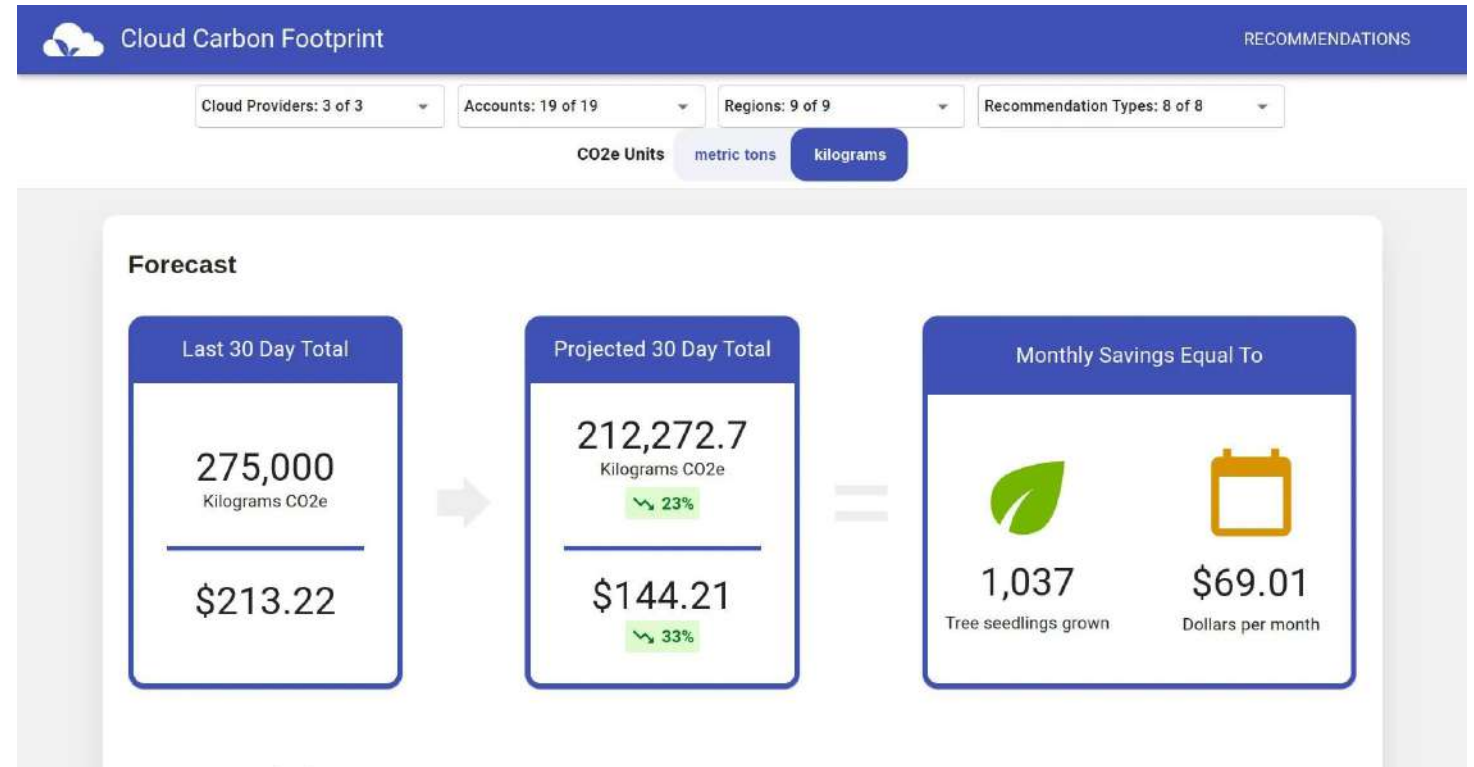 Cloud Carbon Footprint RECOMMENDATIONS
Cloud Providers: 3 of 3 Accounts: 19 of 19 Regions: 9 of 9 Recommendation Types: 8 of 8
CO2e Units metric tons kilograms
Forecast
Last 30 Day Total
275,000
Kilograms CO2e
$213.22
Projected 30 Day Total
212,272.7
Kilograms CO2e
23%
$144.21
33%
Monthly Savings Equal To
1,037
Tree seedlings grown
$69.01
Dollars per month